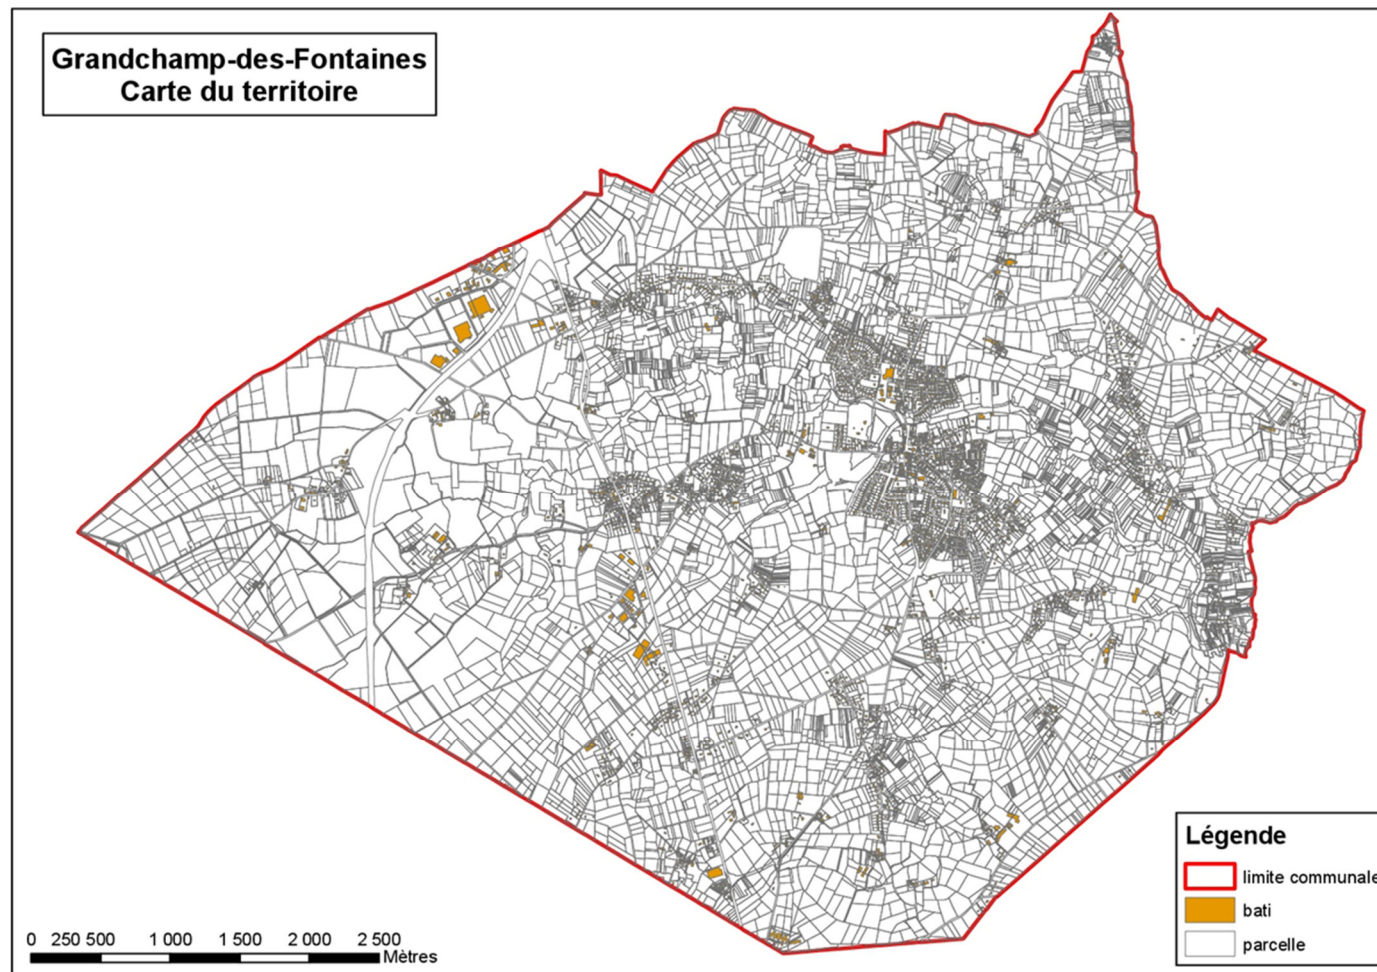 Grandchamp-des-Fontaines
Carte du territoire
Légende
limite communale
bati
parcelle
0 250 500 1 000 1 500 2 000 2 500
Mètres